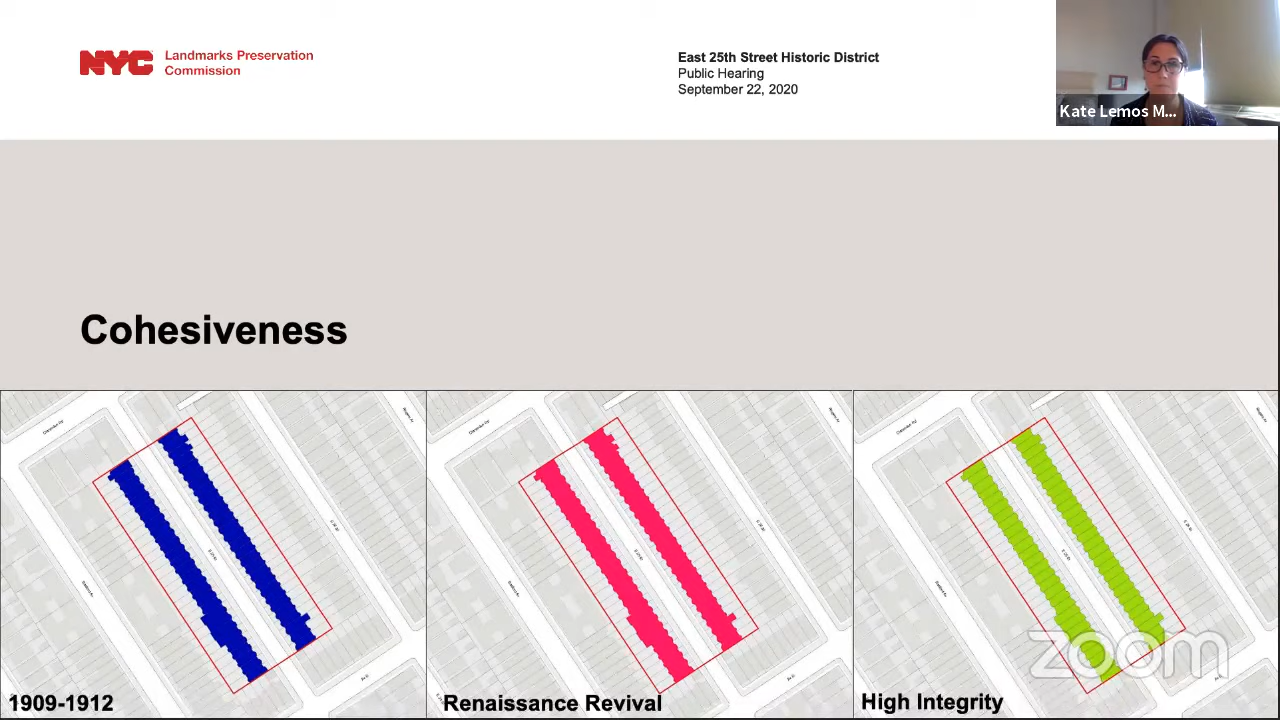 NYC
Landmarks Preservation
Commission
East 25th Street Historic District
Public Hearing
September 22, 2020
Kate Lemos M...
Cohesiveness
1909-1912
Renaissance Revival
High Integrity
zoom